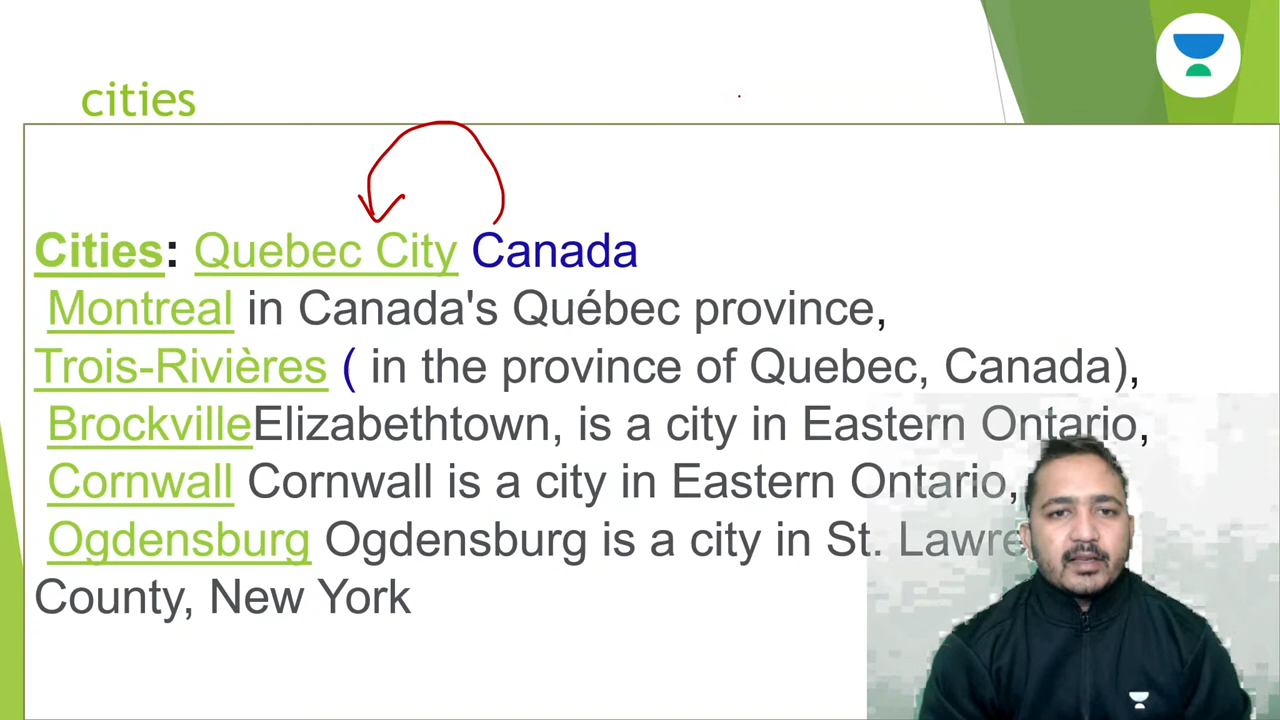 cities
Cities: Quebec City Canada
Montreal in Canada's Québec province,
Trois-Rivières ( in the province of Quebec, Canada),
BrockvilleElizabethtown, is a city in Eastern Ontario,
Cornwall Cornwall is a city in Eastern Ontario,
Ogdensburg Ogdensburg is a city in St.
County, New York